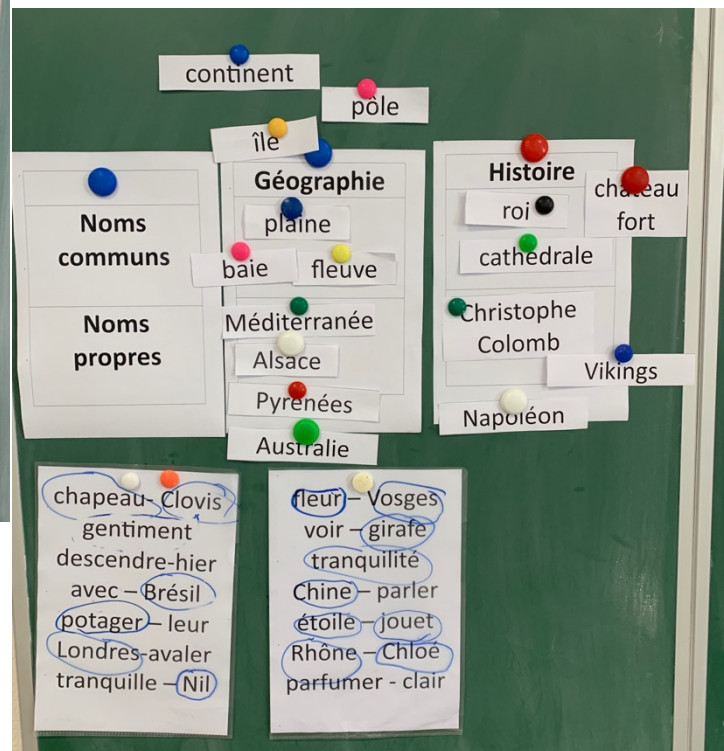 continent
pôle
île
Noms
communs
Noms
propres
Géographie
plaine
baie
fleuve
Méditerranée
Alsace
Pyrénées
Australie
Histoire
roi
château
fort
cathédrale
Christophe
Colomb
Vikings
Napoléon
chapeau- Clovis
gentiment
descendre-hier
avec – Brésil
potager – leur
Londres-avaler
tranquille – Nil
fleur – Vosges
voir – girafe
tranquilité
Chine – parler
étoile – jouet
Rhône – Chloé
parfumer - clair